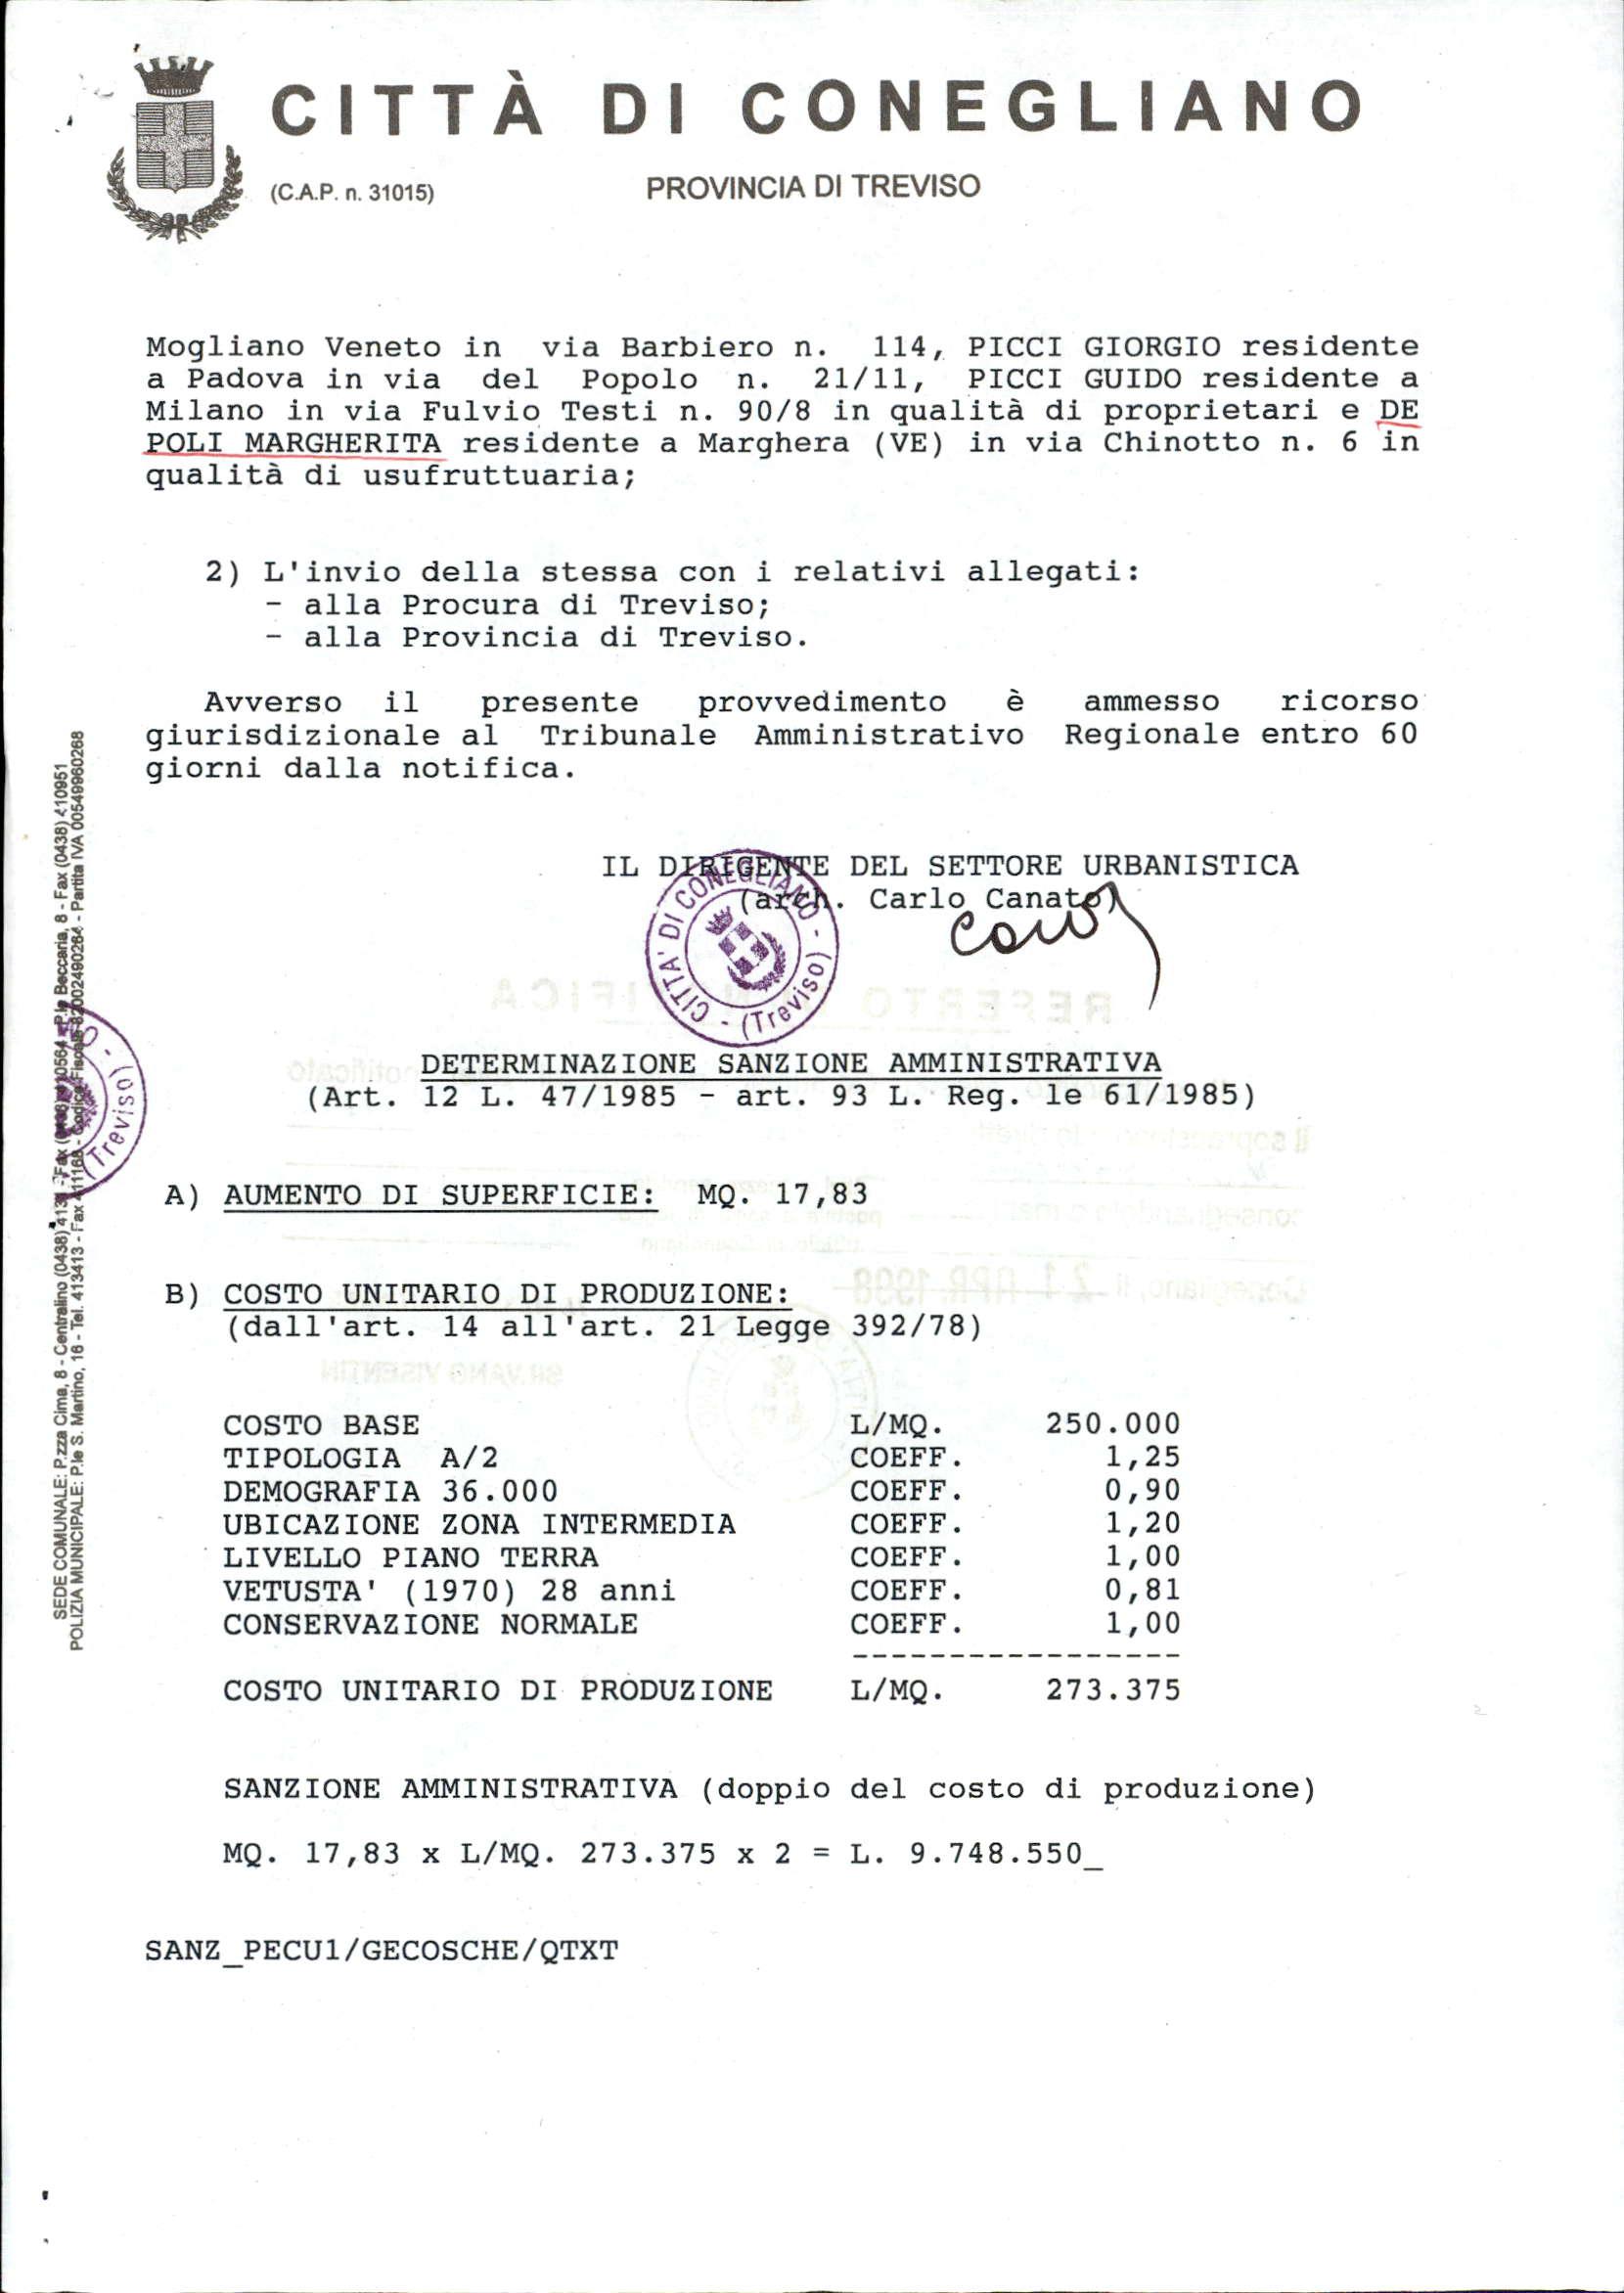 CITTÀ DI CONEGLIANO
(C.A.P. n. 31015) PROVINCIA DI TREVISO
Mogliano Veneto in via Barbiero n. 114, PICCI GIORGIO residente
a Padova in via del Popolo n. 21/11, PICCI GUIDO residente a
Milano in via Fulvio Testi n. 90/8 in qualità di proprietari e DE
POLI MARGHERITA residente a Marghera (VE) in via Chinotto n. 6 in
qualità di usufruttuaria;
2) L'invio della stessa con i relativi allegati:
- alla Procura di Treviso;
- alla Provincia di Treviso.
Avverso il presente provvedimento è ammesso ricorso
giurisdizionale al Tribunale Amministrativo Regionale entro 60
giorni dalla notifica.
IL DIRIGENTE DEL SETTORE URBANISTICA
(arch. Carlo Canato)
CITTA' DI CONEGLIANO - (Treviso) -
DETERMINAZIONE SANZIONE AMMINISTRATIVA
(Art. 12 L. 47/1985 - art. 93 L. Reg. le 61/1985)
A) AUMENTO DI SUPERFICIE: MQ. 17,83
B) COSTO UNITARIO DI PRODUZIONE:
(dall'art. 14 all'art. 21 Legge 392/78)
COSTO BASE L/MQ. 250.000
TIPOLOGIA A/2 COEFF. 1,25
DEMOGRAFIA 36.000 COEFF. 0,90
UBICAZIONE ZONA INTERMEDIA COEFF. 1,20
LIVELLO PIANO TERRA COEFF. 1,00
VETUSTA' (1970) 28 anni COEFF. 0,81
CONSERVAZIONE NORMALE COEFF. 1,00
-----------------
COSTO UNITARIO DI PRODUZIONE L/MQ. 273.375
SANZIONE AMMINISTRATIVA (doppio del costo di produzione)
MQ. 17,83 x L/MQ. 273.375 x 2 = L. 9.748.550_
SANZ_PECU1/GECOSCHE/QTXT
SEDE COMUNALE: P.zza Cima, 8 - Centralino (0438) - Fax - P.le Beccaria, 8 - Fax (0438) 410951
POLIZIA MUNICIPALE: P.le S. Martino, 16 - Tel. 413413 - Fax 411168 - Codice Fiscale 82002490264 - Partita IVA 00549960268
(Treviso) -